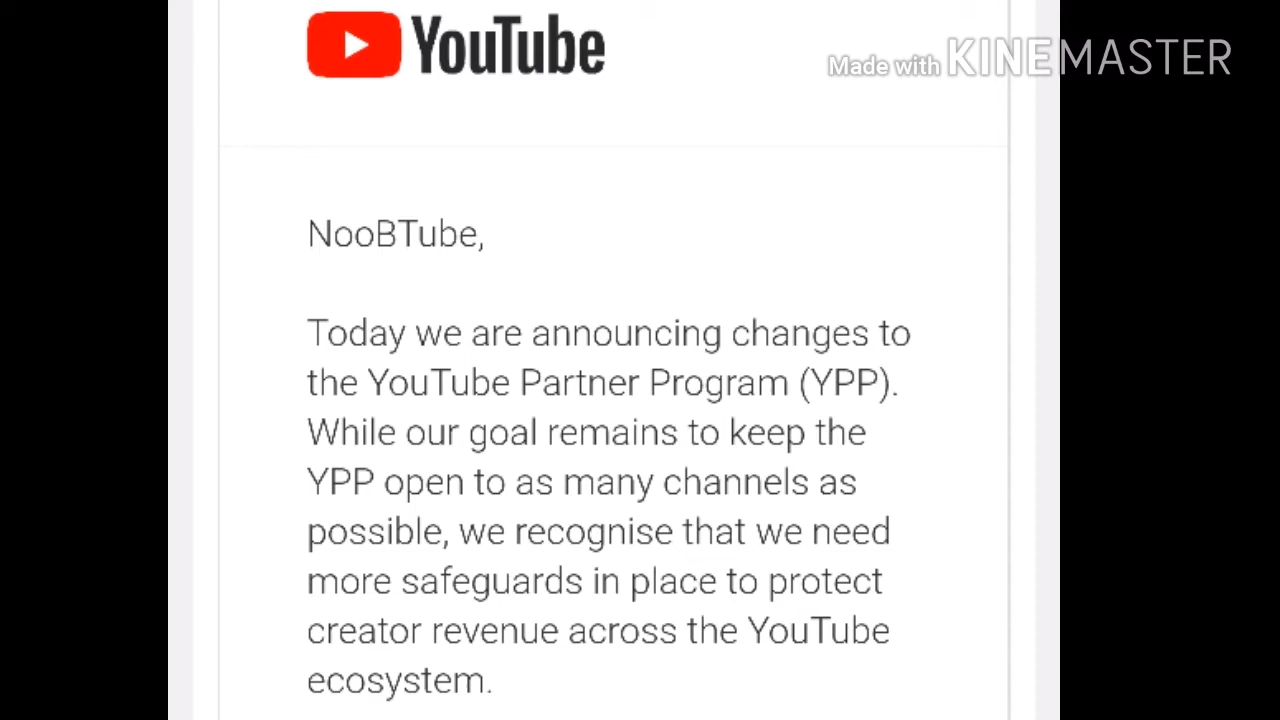 YouTube
Made with KINEMASTER
NooBTube,
Today we are announcing changes to
the YouTube Partner Program (YPP).
While our goal remains to keep the
YPP open to as many channels as
possible, we recognise that we need
more safeguards in place to protect
creator revenue across the YouTube
ecosystem.